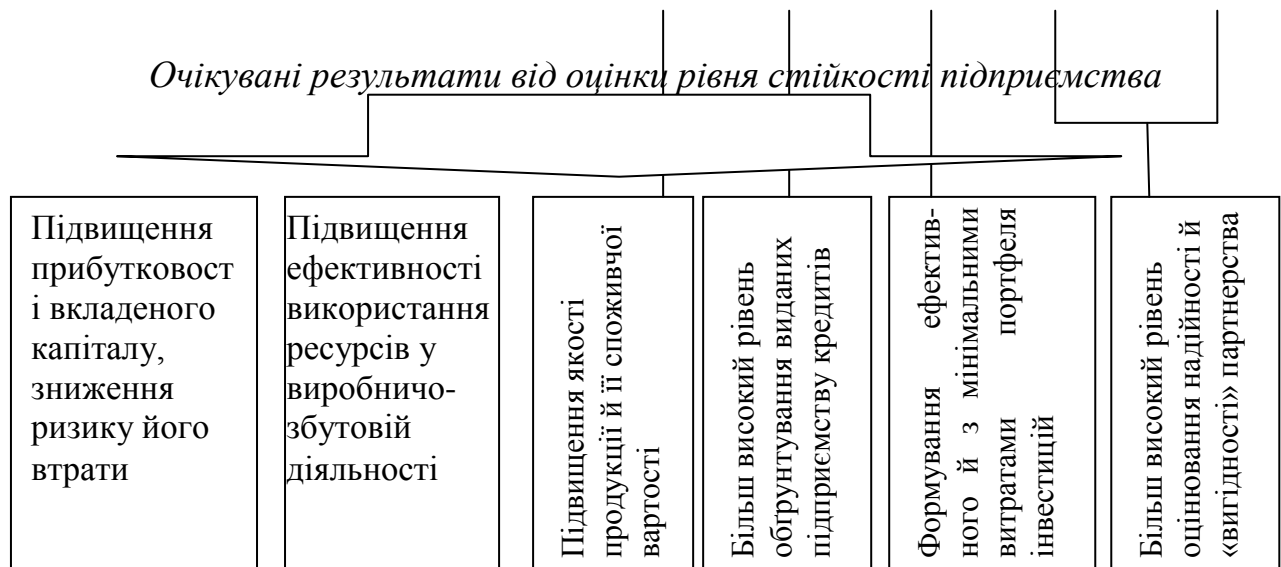 Очікувані результати від оцінки рівня стійкості підприємства
Підвищення
прибутковост
і вкладеного
капіталу,
зниження
ризику його
втрати
Підвищення
ефективності
використання
ресурсів у
виробничо-
збутовій
діяльності
Підвищення якості
продукції й її споживчої
вартості
Більш високий рівень
обґрунтування виданих
підприємству кредитів
Формування ефектив-
ного й з мінімальними
витратами портфеля
інвестицій
Більш високий рівень
оцінювання надійності й
«вигідності» партнерства